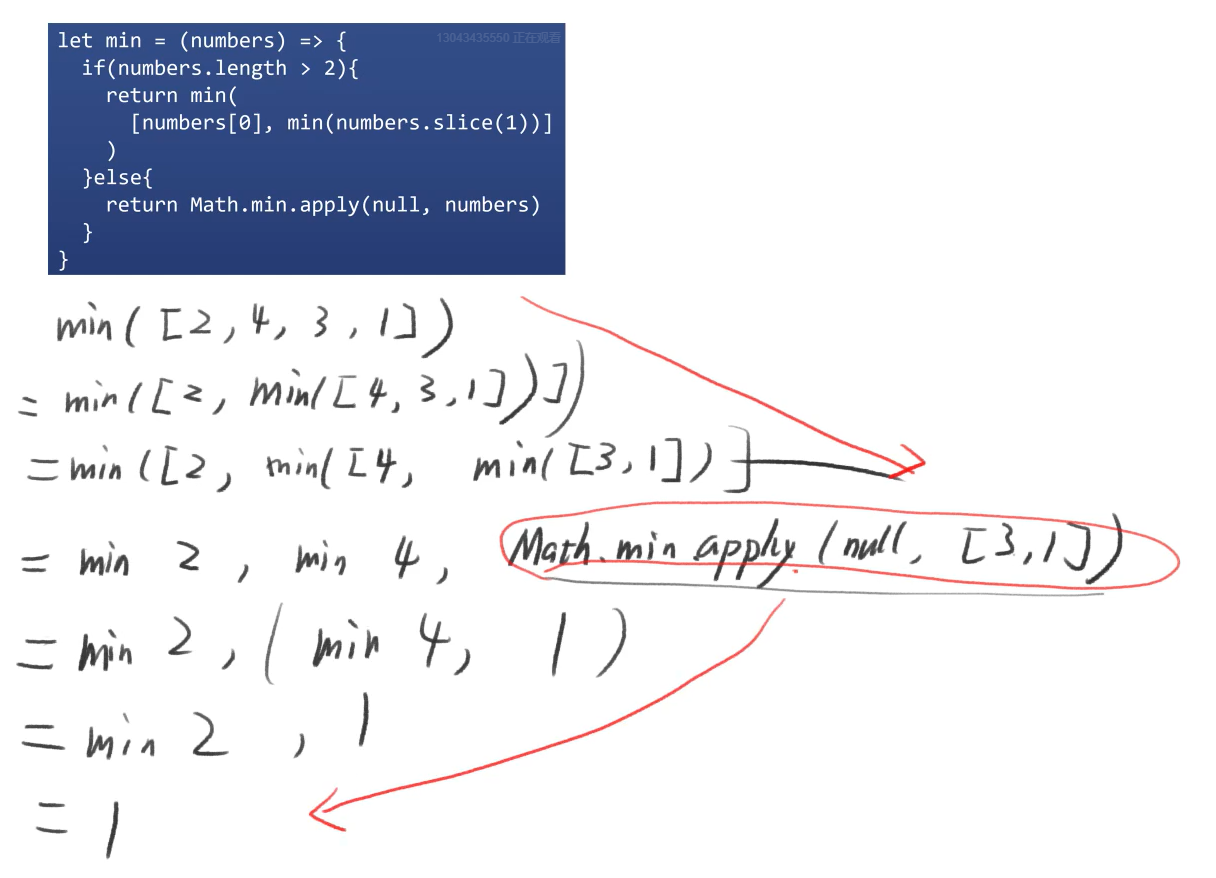 let min = (numbers) => {
13043435550 正在观看
if(numbers.length > 2){
return min(
[numbers[0], min(numbers.slice(1))]
)
}else{
return Math.min.apply(null, numbers)
}
}
min([2,4,3,1])
= min([2, min([4,3,1])])
= min([2, min([4, min([3,1])]
= min 2, min 4, Math.min apply.(null, [3,1])
= min 2, (min 4, 1)
= min 2, 1
= 1